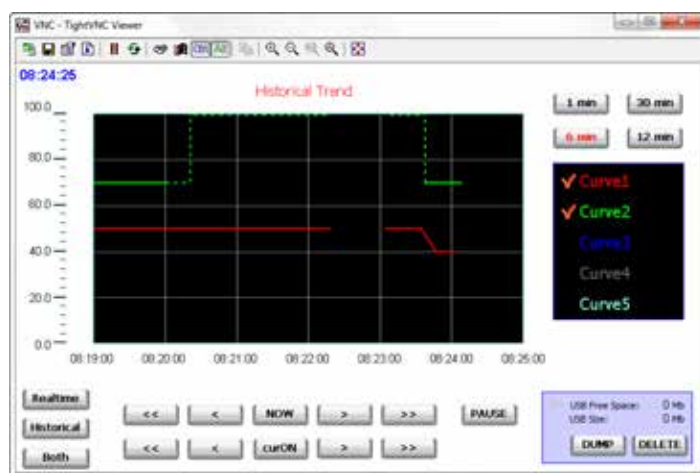 VNC - TightVNC Viewer
Ctrl Alt
08:24:25
Historical Trend
100.0
80.0
60.0
40.0
20.0
0.0
08:19:00 08:20:00 08:21:00 08:22:00 08:23:00 08:24:00 08:25:00
1 min 30 min
6 min 12 min
Curve1
Curve2
Curve3
Curve4
Curve5
Realtime
Historical
Both
<< < NOW > >> PAUSE
<< < curON > >>
USB Free Space: 0 Mb
USB Size: 0 Mb
DUMP DELETE